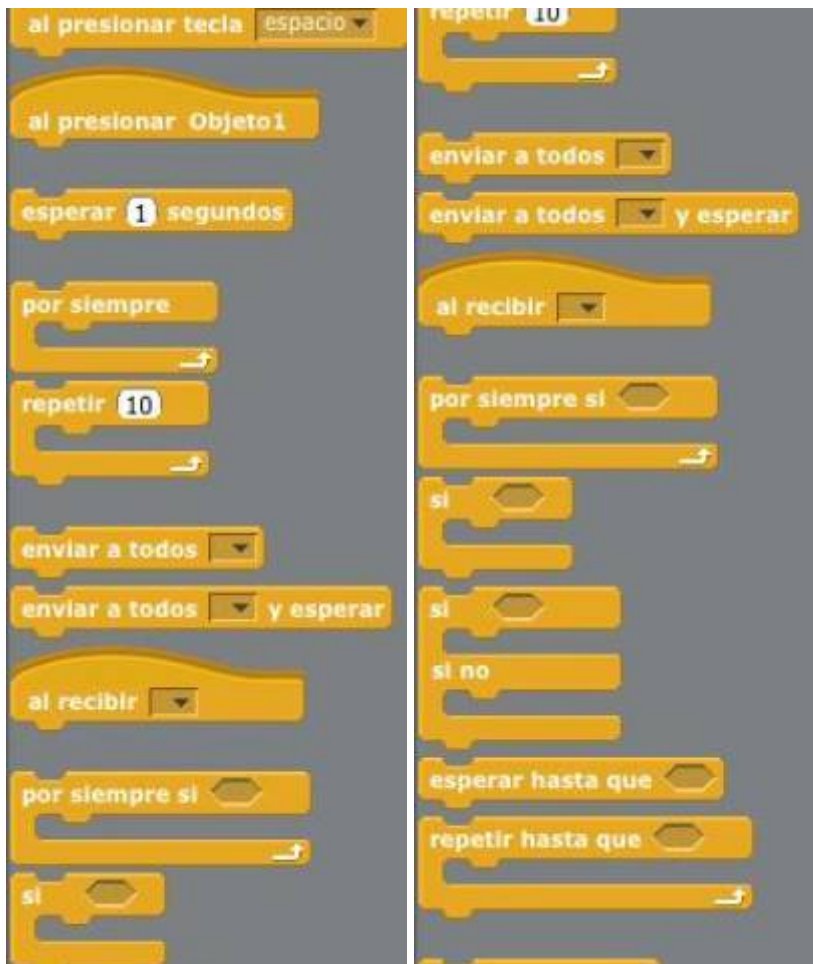 al presionar tecla espacio
al presionar Objeto1
esperar 1 segundos
por siempre
repetir 10
enviar a todos
enviar a todos y esperar
al recibir
por siempre si
si
repetir 10
enviar a todos
enviar a todos y esperar
al recibir
por siempre si
si
si
si no
esperar hasta que
repetir hasta que